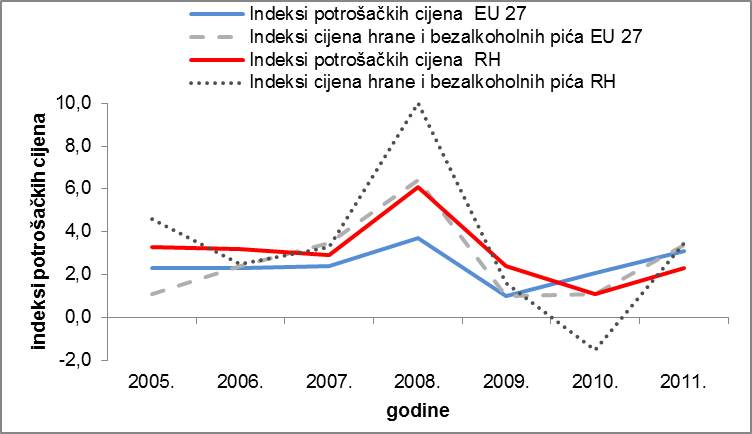 Indeksi potrošačkih cijena EU 27
Indeksi cijena hrane i bezalkoholnih pića EU 27
Indeksi potrošačkih cijena RH
Indeksi cijena hrane i bezalkoholnih pića RH
indeksi potrošačkih cijena
10,0
8,0
6,0
4,0
2,0
0,0
-2,0
2005. 2006. 2007. 2008. 2009. 2010. 2011.
godine